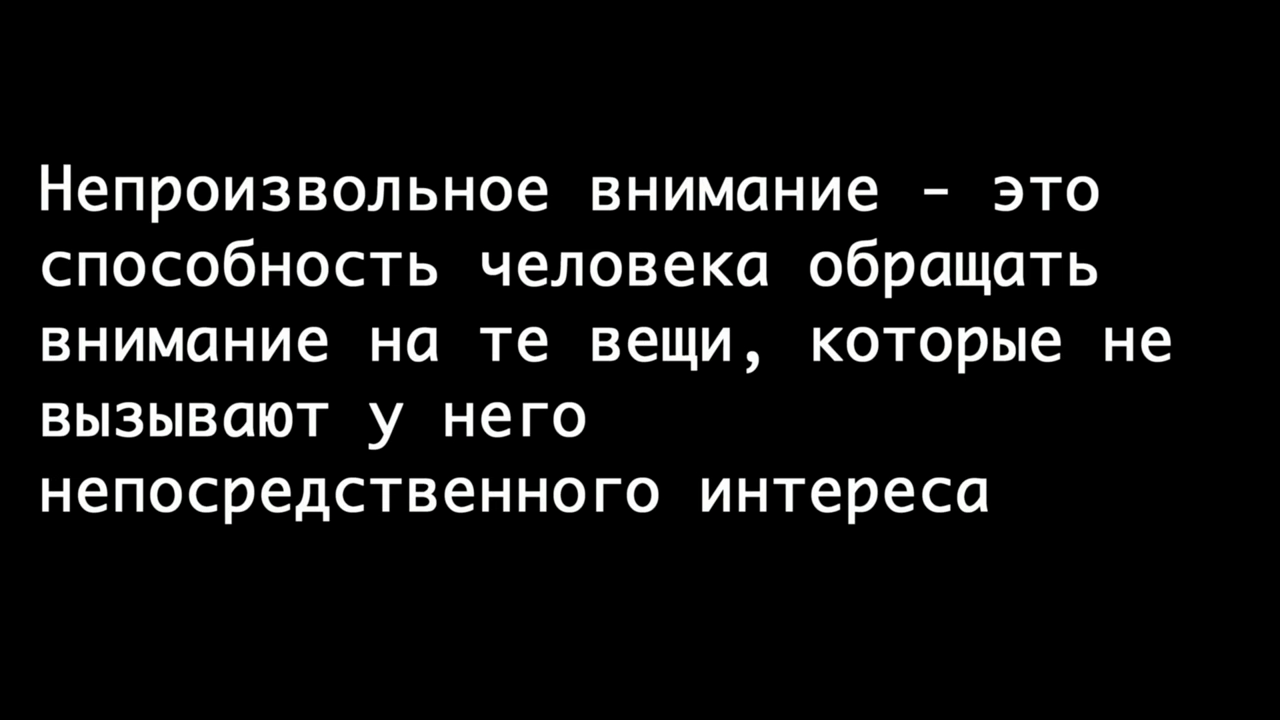 Непроизвольное внимание - это
способность человека обращать
внимание на те вещи, которые не
вызывают у него
непосредственного интереса